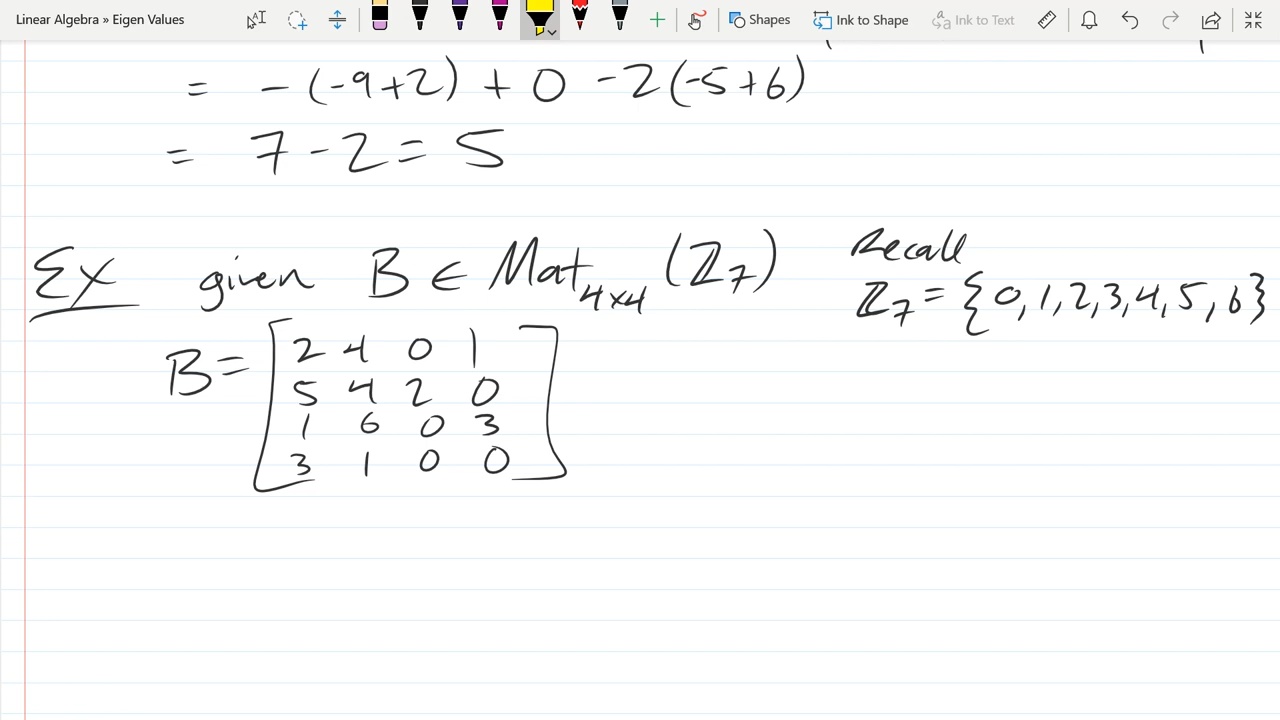 Linear Algebra » Eigen Values
Shapes
Ink to Shape
Ink to Text
= -(-9+2) + 0 -2(-5+6)
= 7 - 2 = 5
Ex given B ∈ Mat₄ₓ₄ (ℤ₇)
Recall
ℤ₇ = {0, 1, 2, 3, 4, 5, 6}
B = [2 4 0 1
5 4 2 0
1 6 0 3
3 1 0 0]